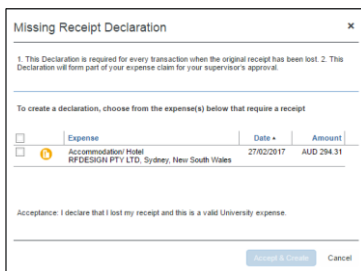 Missing Receipt Declaration ×
1. This Declaration is required for every transaction when the original receipt has been lost. 2. This
Declaration will form part of your expense claim for your supervisor's approval.
To create a declaration, choose from the expense(s) below that require a receipt
Expense Date Amount
Accommodation/ Hotel 27/02/2017 AUD 294.31
RFDESIGN PTY LTD, Sydney, New South Wales
Acceptance: I declare that I lost my receipt and this is a valid University expense.
Accept & Create Cancel